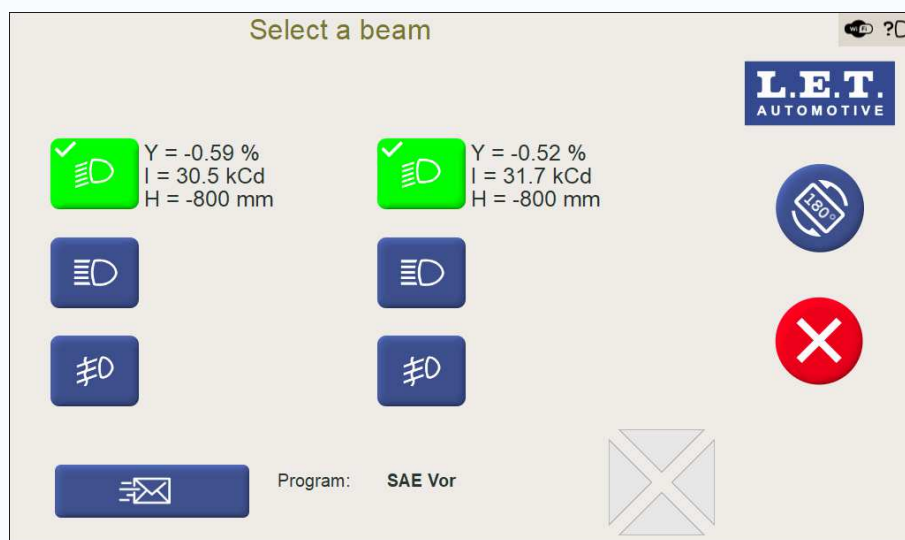 Select a beam
WiFi ?
L.E.T.
AUTOMOTIVE
Y = -0.59 %
I = 30.5 kCd
H = -800 mm
Y = -0.52 %
I = 31.7 kCd
H = -800 mm
180°
Program: SAE Vor